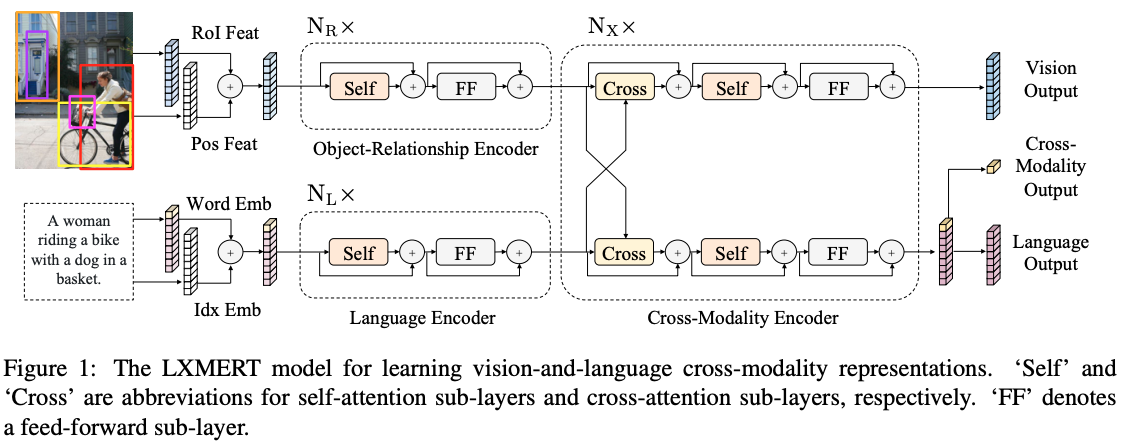 RoI Feat
Pos Feat
N_R×
Self
+
FF
+
Object-Relationship Encoder
A woman
riding a bike
with a dog in a
basket.
Word Emb
Idx Emb
+
N_L×
Self
+
FF
+
Language Encoder
N_X×
Cross
+
Self
+
FF
+
Cross
+
Self
+
FF
+
Cross-Modality Encoder
Vision
Output
Cross-
Modality
Output
Language
Output
Figure 1: The LXMERT model for learning vision-and-language cross-modality representations. ‘Self’ and
‘Cross’ are abbreviations for self-attention sub-layers and cross-attention sub-layers, respectively. ‘FF’ denotes
a feed-forward sub-layer.